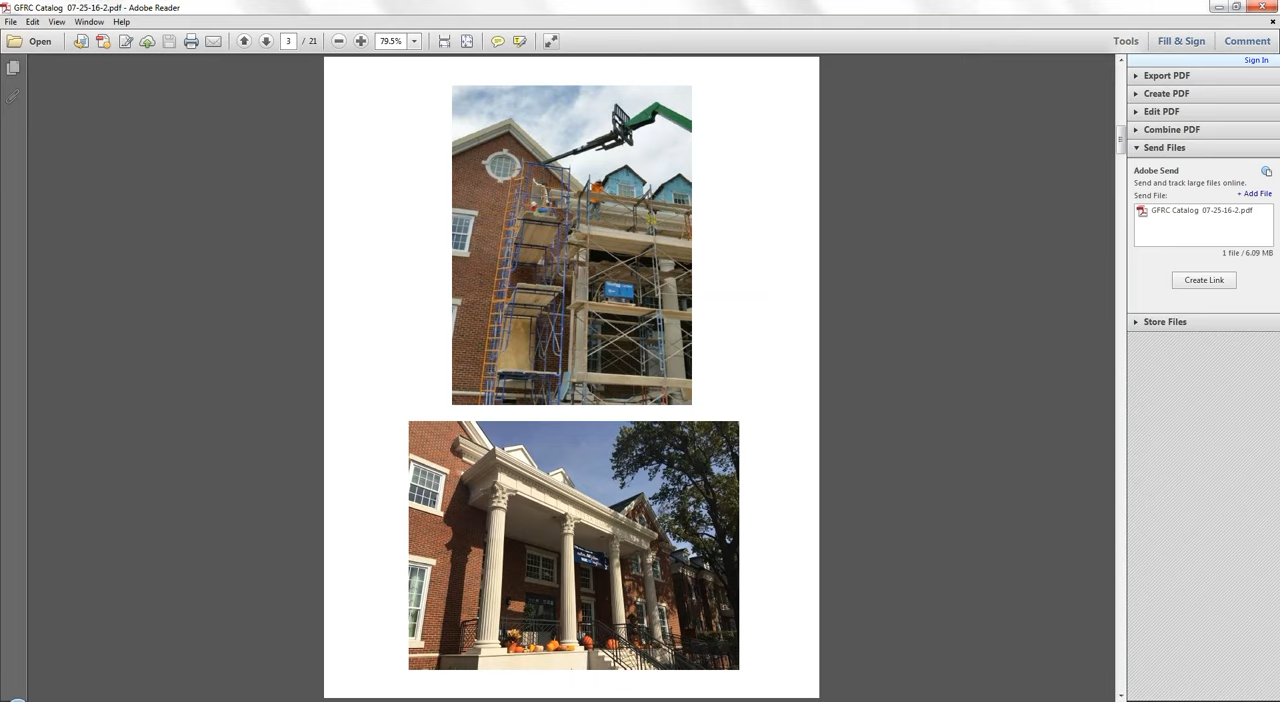 GFRC Catalog 07-25-16-2.pdf - Adobe Reader
File Edit View Window Help
Open 3 / 21 79.5% Tools Fill & Sign Comment
Sign In
Export PDF
Create PDF
Edit PDF
Combine PDF
Send Files
Adobe Send
Send and track large files online.
Send File: + Add File
GFRC Catalog 07-25-16-2.pdf
1 file / 6.09 MB
Create Link
Store Files